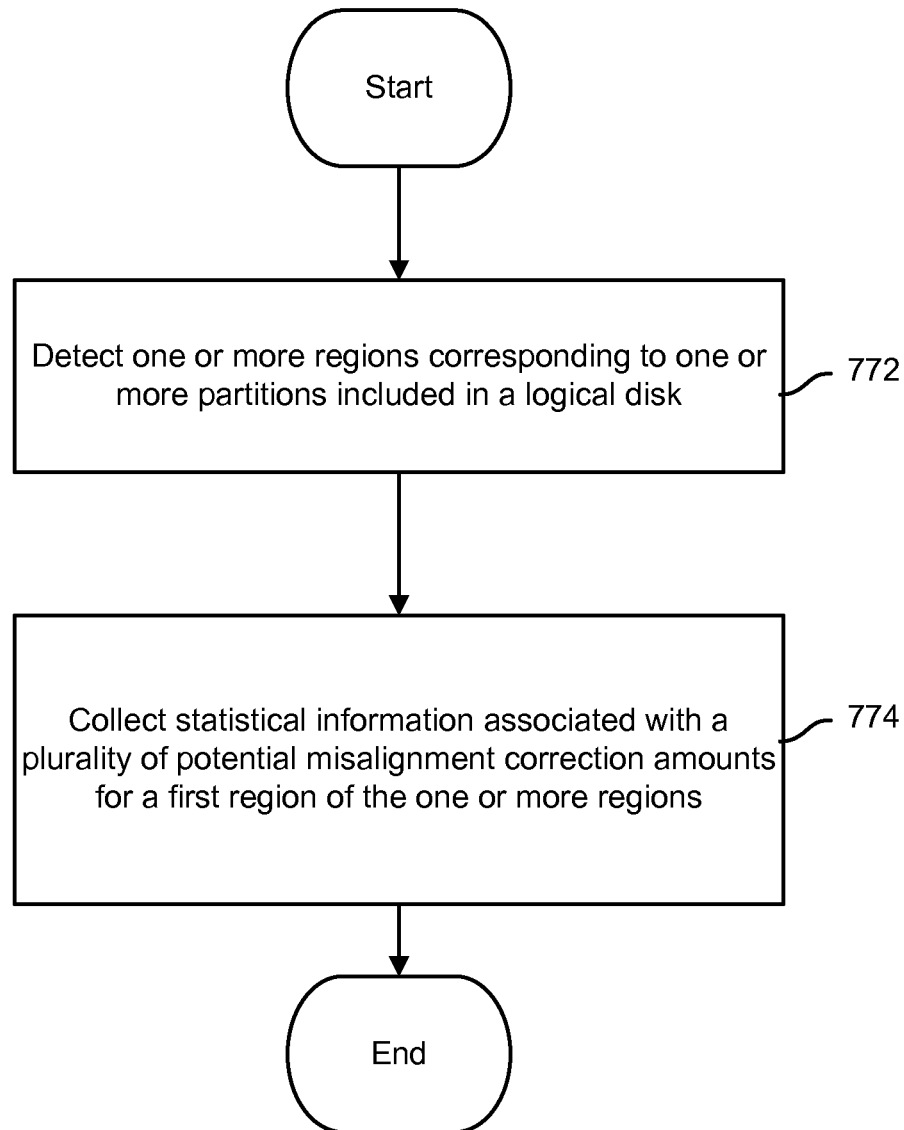 Start
Detect one or more regions corresponding to one or
more partitions included in a logical disk
772
Collect statistical information associated with a
plurality of potential misalignment correction amounts
for a first region of the one or more regions
774
End